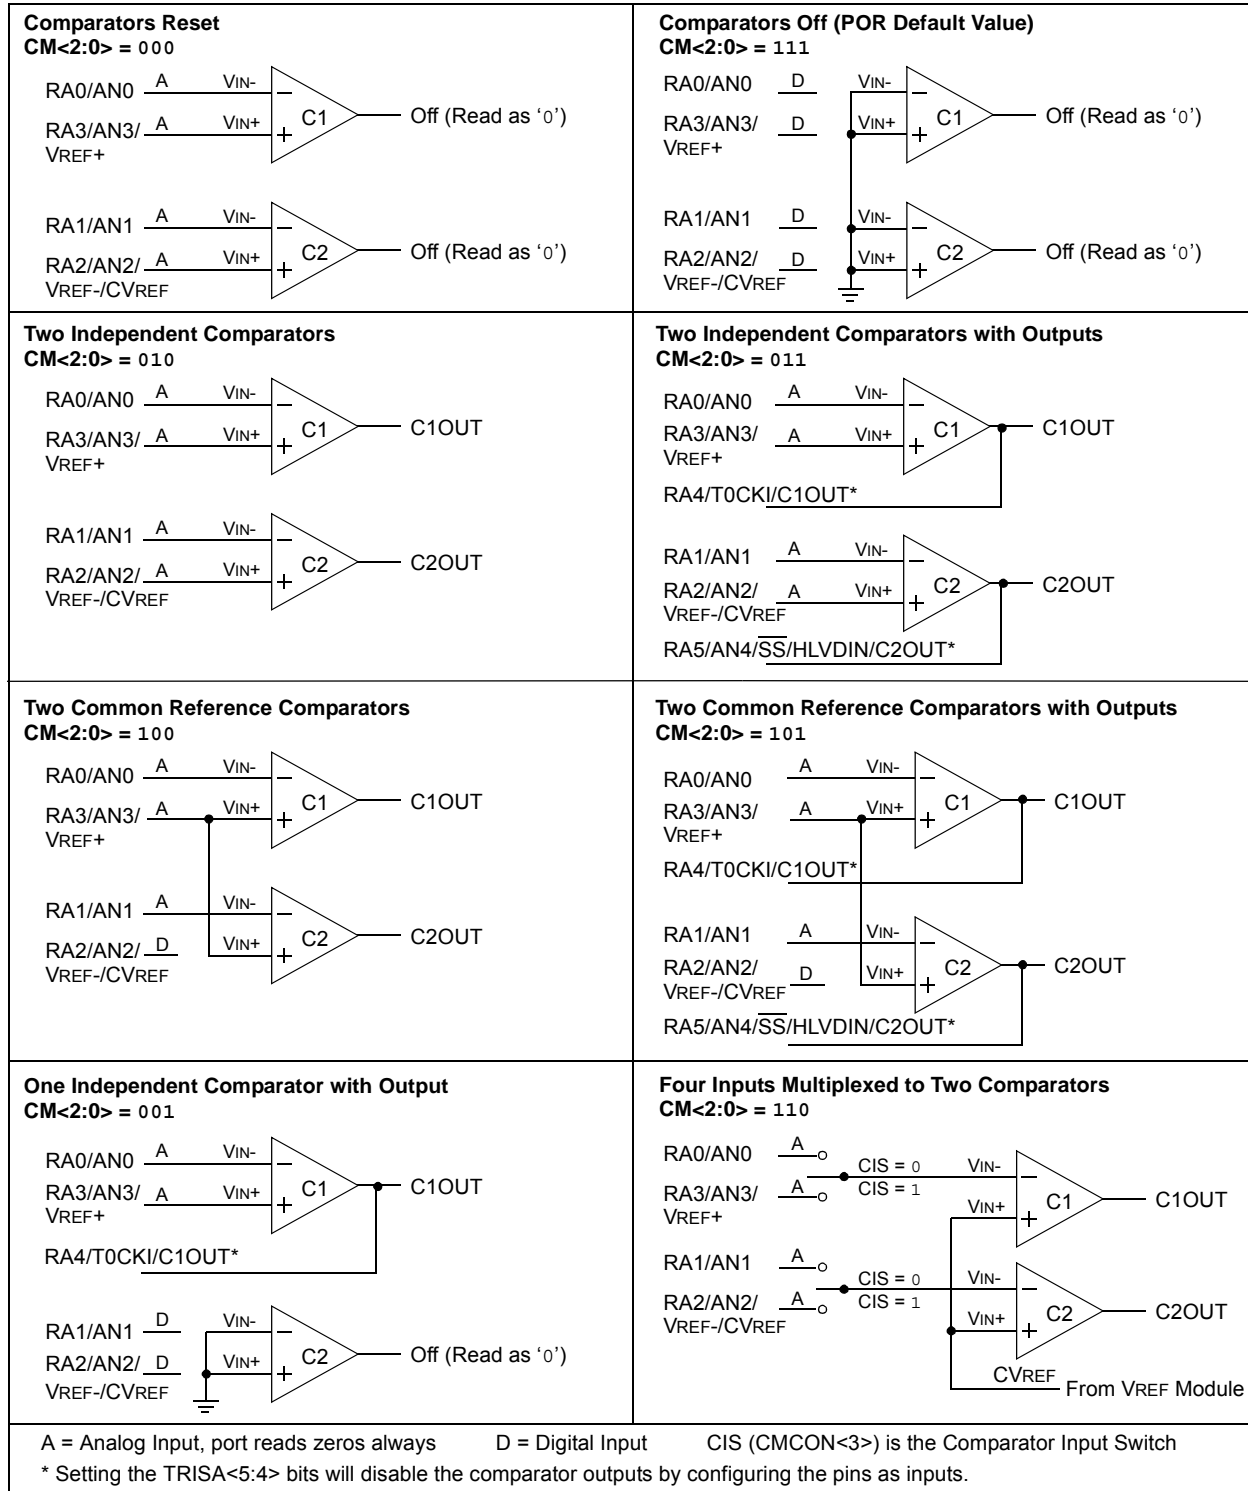 Comparators Reset
CM<2:0> = 000
RA0/AN0 A VIN-
C1 Off (Read as ‘0’)
RA3/AN3/ A VIN+
VREF+
RA1/AN1 A VIN-
C2 Off (Read as ‘0’)
RA2/AN2/ A VIN+
VREF-/CVREF
Comparators Off (POR Default Value)
CM<2:0> = 111
RA0/AN0 D VIN-
C1 Off (Read as ‘0’)
RA3/AN3/ D VIN+
VREF+
RA1/AN1 D VIN-
C2 Off (Read as ‘0’)
RA2/AN2/ D VIN+
VREF-/CVREF
Two Independent Comparators
CM<2:0> = 010
RA0/AN0 A VIN-
C1 C1OUT
RA3/AN3/ A VIN+
VREF+
RA1/AN1 A VIN-
C2 C2OUT
RA2/AN2/ A VIN+
VREF-/CVREF
Two Independent Comparators with Outputs
CM<2:0> = 011
RA0/AN0 A VIN-
C1 C1OUT
RA3/AN3/ A VIN+
VREF+
RA4/T0CKI/C1OUT*
RA1/AN1 A VIN-
C2 C2OUT
RA2/AN2/ A VIN+
VREF-/CVREF
RA5/AN4/SS/HLVDIN/C2OUT*
Two Common Reference Comparators
CM<2:0> = 100
RA0/AN0 A VIN-
C1 C1OUT
RA3/AN3/ A VIN+
VREF+
RA1/AN1 A VIN-
C2 C2OUT
RA2/AN2/ D VIN+
VREF-/CVREF
Two Common Reference Comparators with Outputs
CM<2:0> = 101
RA0/AN0 A VIN-
C1 C1OUT
RA3/AN3/ A VIN+
VREF+
RA4/T0CKI/C1OUT*
RA1/AN1 A VIN-
C2 C2OUT
RA2/AN2/ D VIN+
VREF-/CVREF
RA5/AN4/SS/HLVDIN/C2OUT*
One Independent Comparator with Output
CM<2:0> = 001
RA0/AN0 A VIN-
C1 C1OUT
RA3/AN3/ A VIN+
VREF+
RA4/T0CKI/C1OUT*
RA1/AN1 D VIN-
C2 Off (Read as ‘0’)
RA2/AN2/ D VIN+
VREF-/CVREF
Four Inputs Multiplexed to Two Comparators
CM<2:0> = 110
RA0/AN0 A CIS = 0 VIN-
C1 C1OUT
RA3/AN3/ A CIS = 1 VIN+
VREF+
RA1/AN1 A CIS = 0 VIN-
C2 C2OUT
RA2/AN2/ A CIS = 1 VIN+
VREF-/CVREF
CVREF From VREF Module
A = Analog Input, port reads zeros always D = Digital Input CIS (CMCON<3>) is the Comparator Input Switch
* Setting the TRISA<5:4> bits will disable the comparator outputs by configuring the pins as inputs.